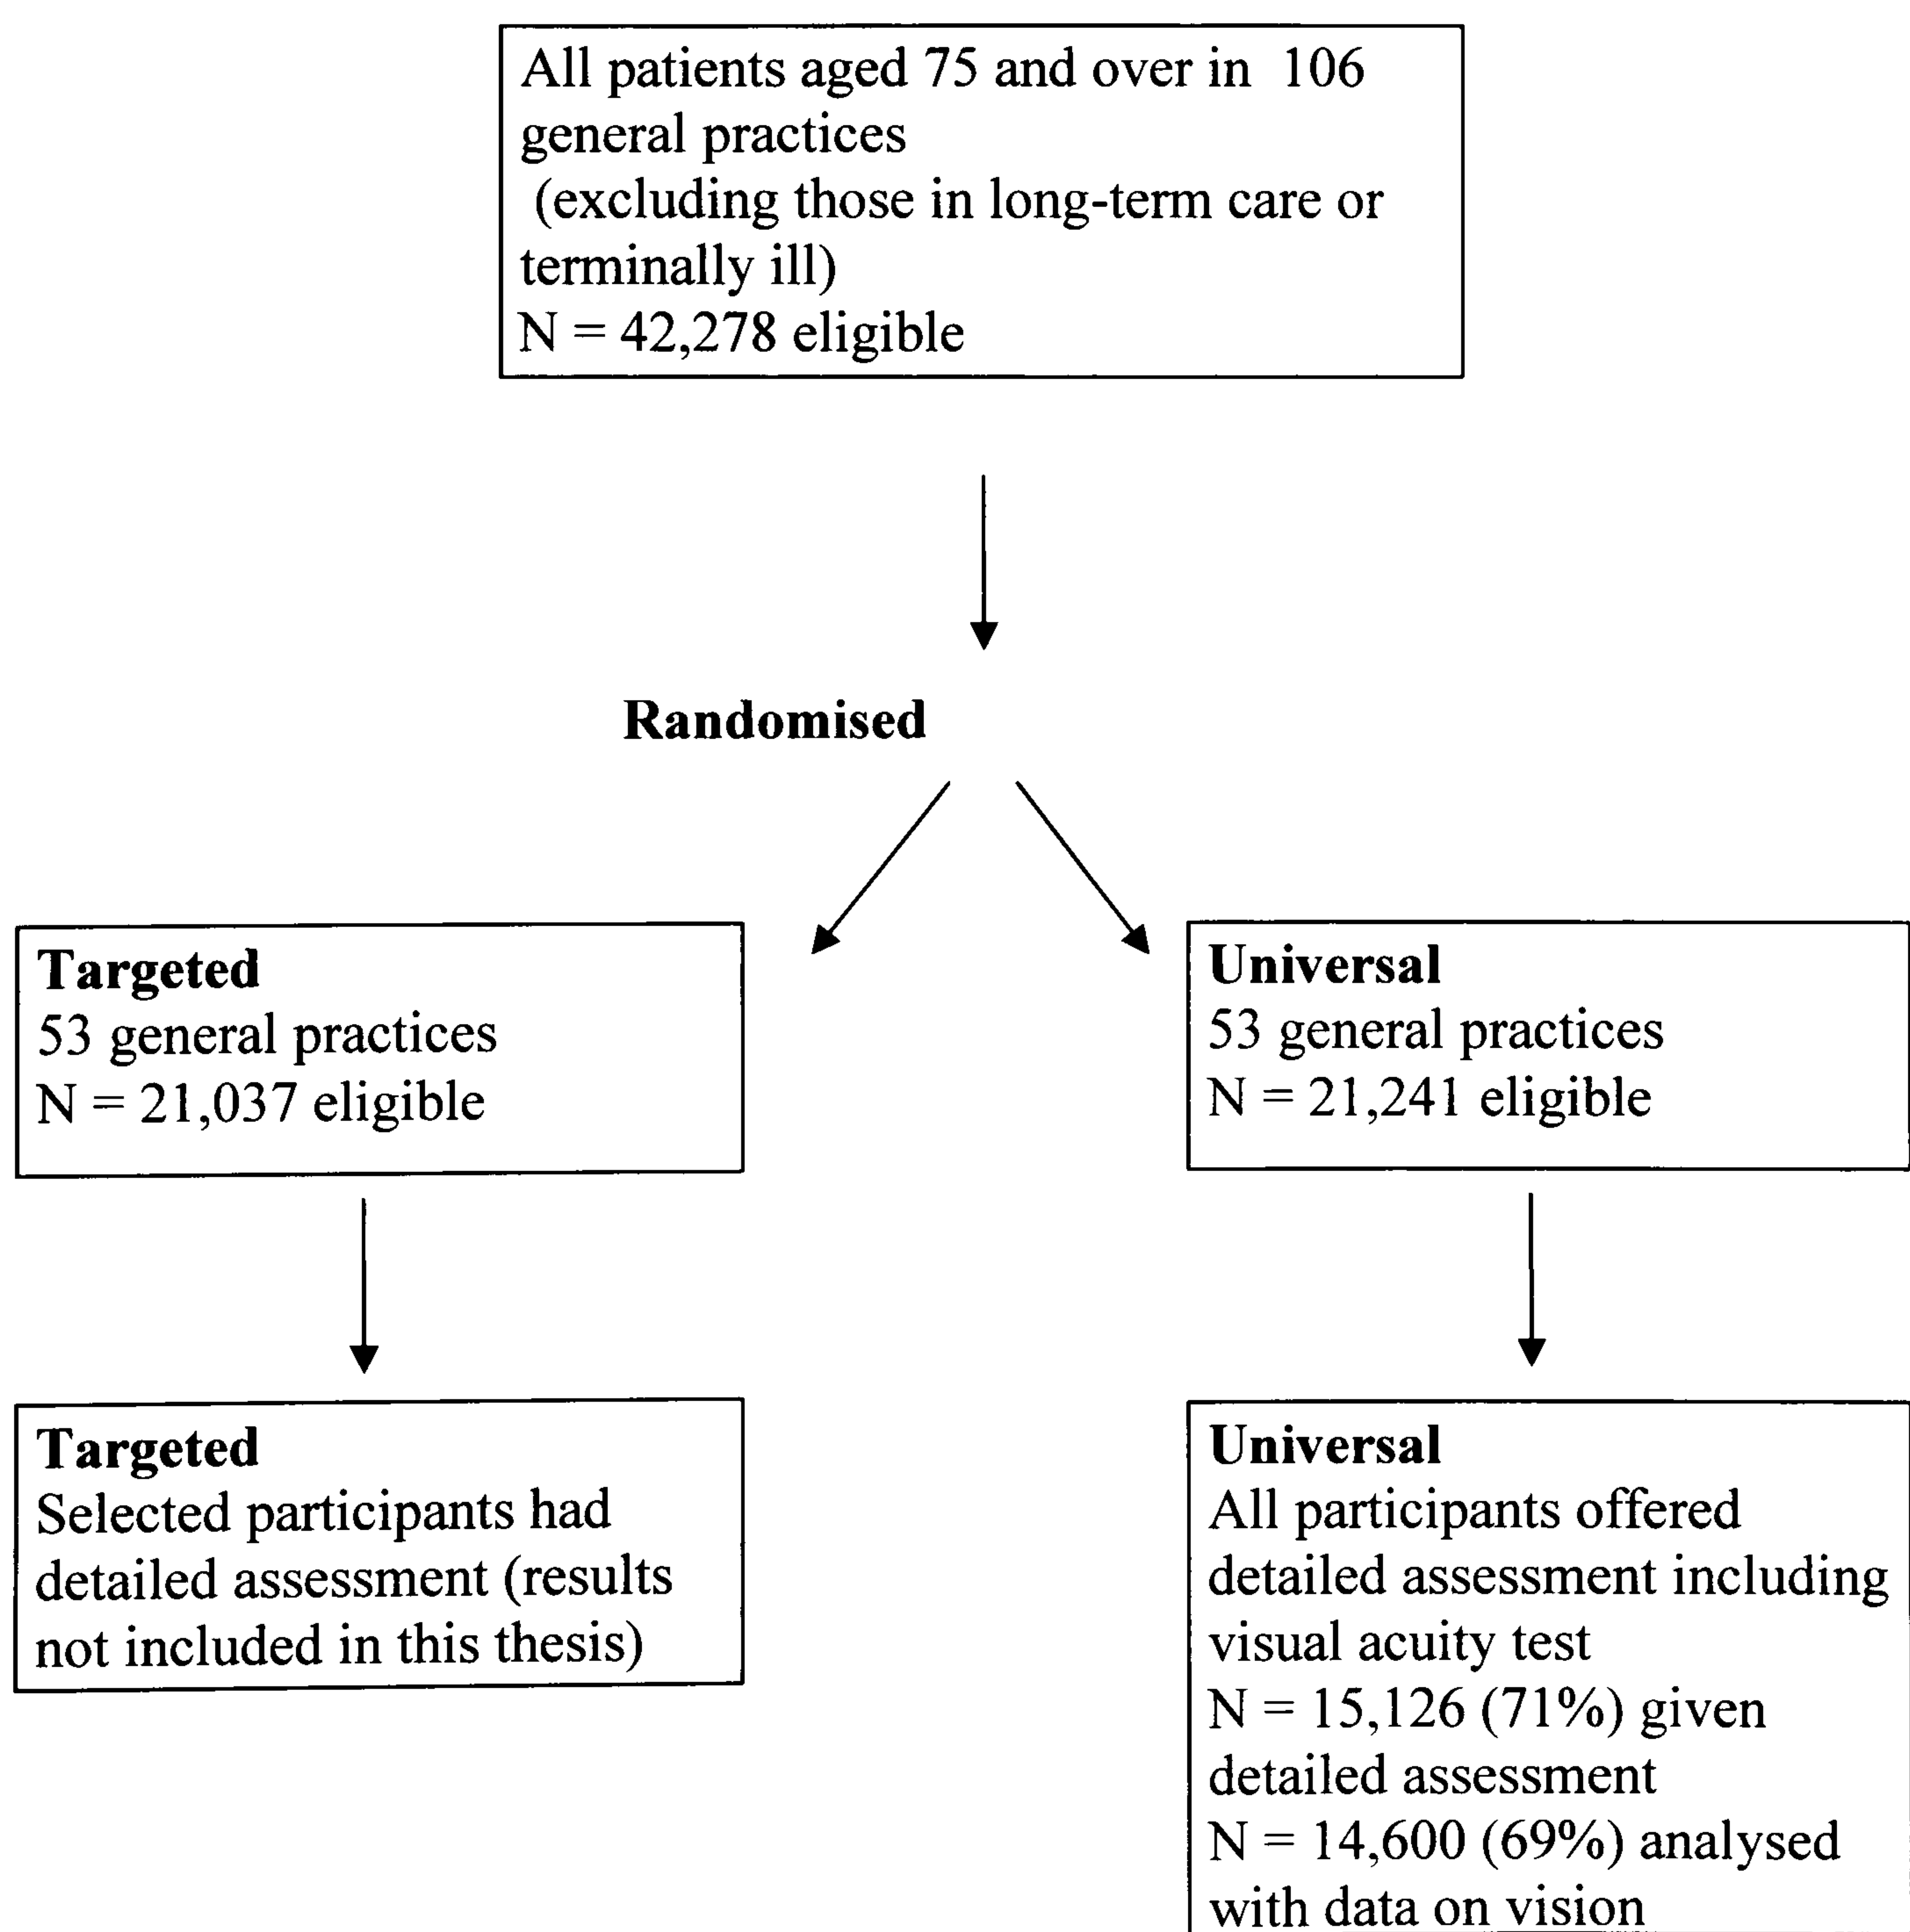 All patients aged 75 and over in 106
general practices
(excluding those in long-term care or
terminally ill)
N = 42,278 eligible
Randomised
Targeted
53 general practices
N = 21,037 eligible
Universal
53 general practices
N = 21,241 eligible
Targeted
Selected participants had
detailed assessment (results
not included in this thesis)
Universal
All participants offered
detailed assessment including
visual acuity test
N = 15,126 (71%) given
detailed assessment
N = 14,600 (69%) analysed
with data on vision